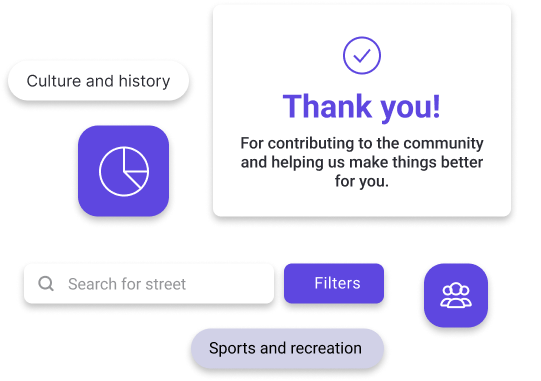 Culture and history
Thank you!
For contributing to the community
and helping us make things better
for you.
Search for street
Filters
Sports and recreation